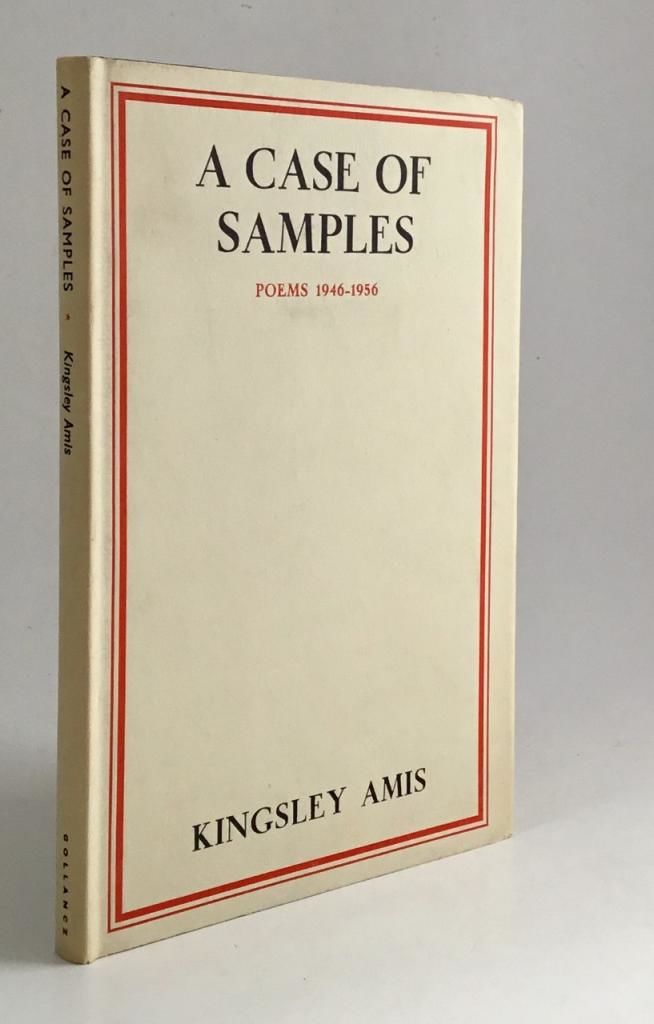 A CASE OF SAMPLES * Kingsley Amis
GOLLANCZ
A CASE OF
SAMPLES
POEMS 1946-1956
KINGSLEY AMIS